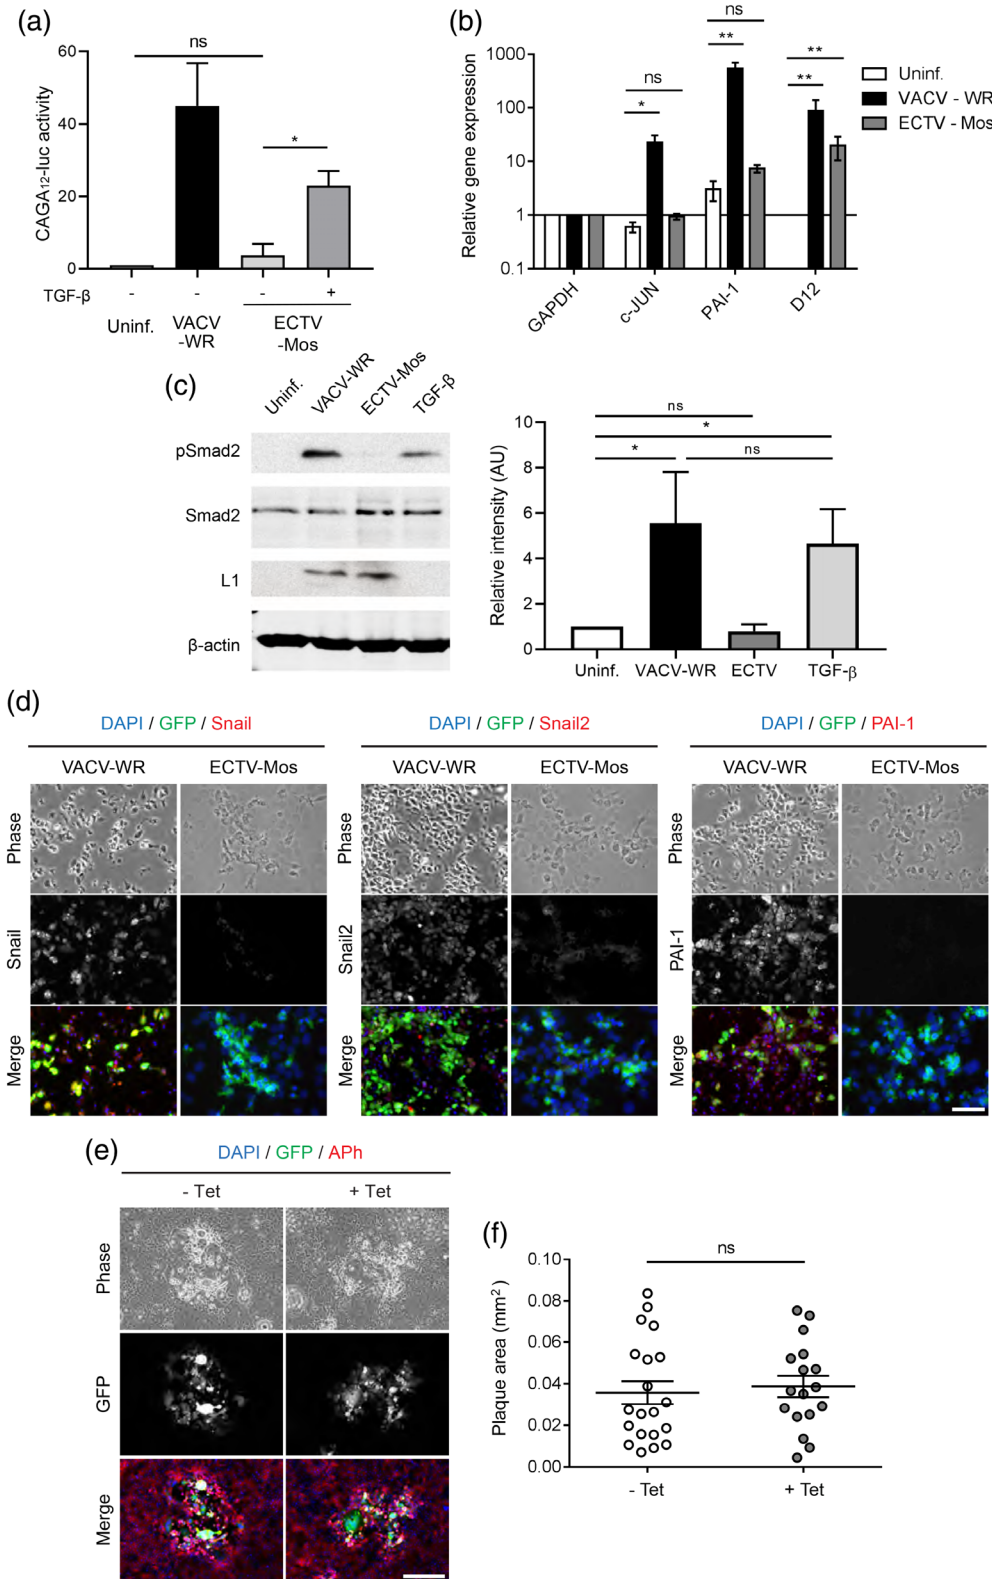 (a)
ns
*
CAGA12-luc activity
60
40
20
0
TGF-β - - - +
Uninf. VACV -WR ECTV -Mos
(b)
ns
**
ns
*
**
**
Relative gene expression
1000
100
10
1
0.1
GAPDH c-JUN PAI-1 D12
Uninf.
VACV - WR
ECTV - Mos
(c)
Uninf. VACV-WR ECTV-Mos TGF-β
pSmad2
Smad2
L1
β-actin
ns
*
* ns
Relative intensity (AU)
10
8
6
4
2
0
Uninf. VACV-WR ECTV TGF-β
(d)
DAPI / GFP / Snail
VACV-WR ECTV-Mos
Phase
Snail
Merge
DAPI / GFP / Snail2
VACV-WR ECTV-Mos
Phase
Snail2
Merge
DAPI / GFP / PAI-1
VACV-WR ECTV-Mos
Phase
PAI-1
Merge
(e)
DAPI / GFP / APh
- Tet + Tet
Phase
GFP
Merge
(f)
ns
Plaque area (mm2)
0.10
0.08
0.06
0.04
0.02
0.00
- Tet + Tet